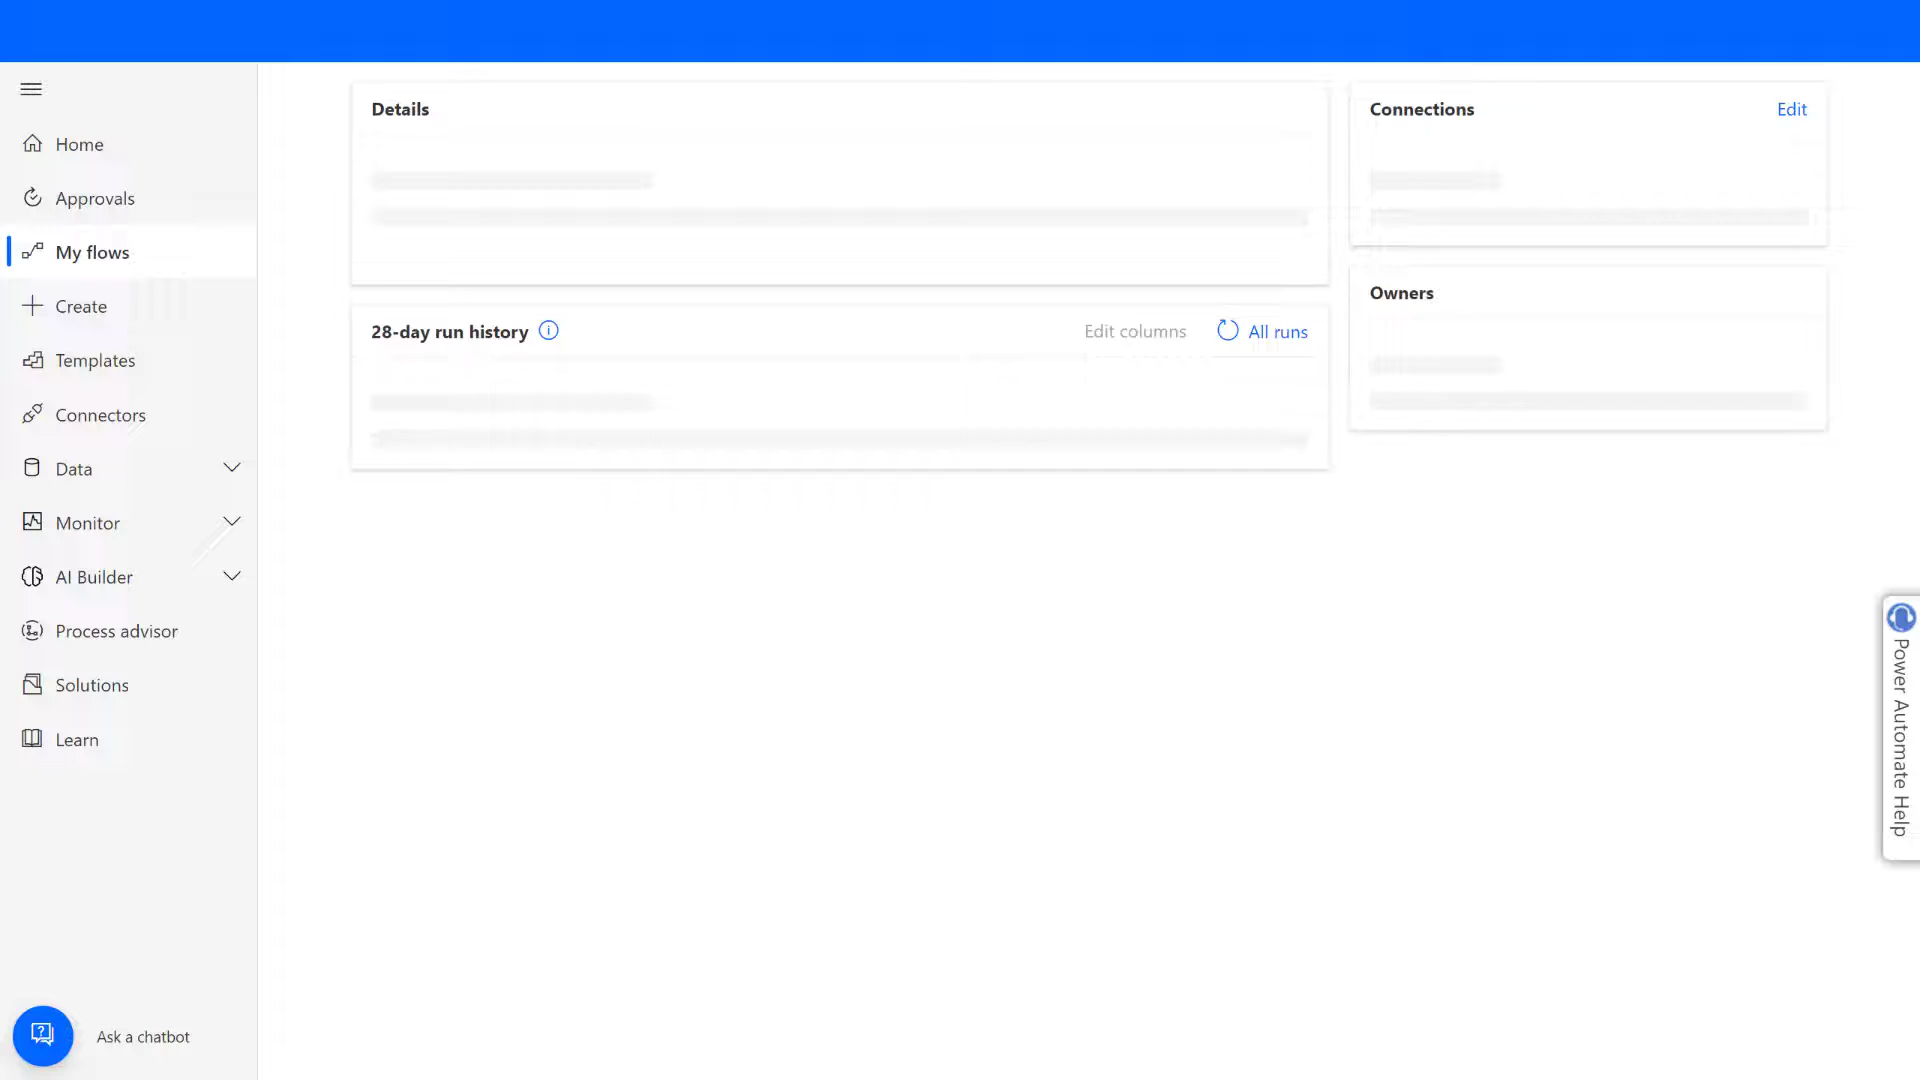 Home
Approvals
My flows
Create
Templates
Connectors
Data
Monitor
AI Builder
Process advisor
Solutions
Learn
Ask a chatbot
Details
28-day run history
Edit columns
All runs
Connections
Edit
Owners
Power Automate Help